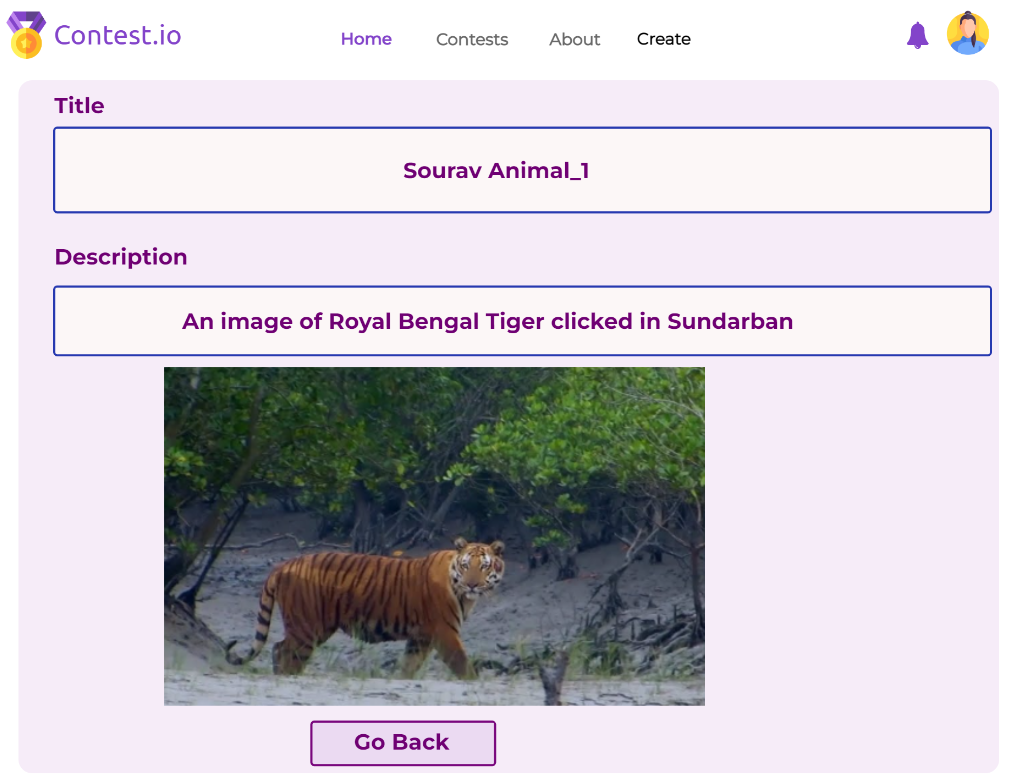 Contest.io
Home Contests About Create
Title
Sourav Animal_1
Description
An image of Royal Bengal Tiger clicked in Sundarban
Go Back